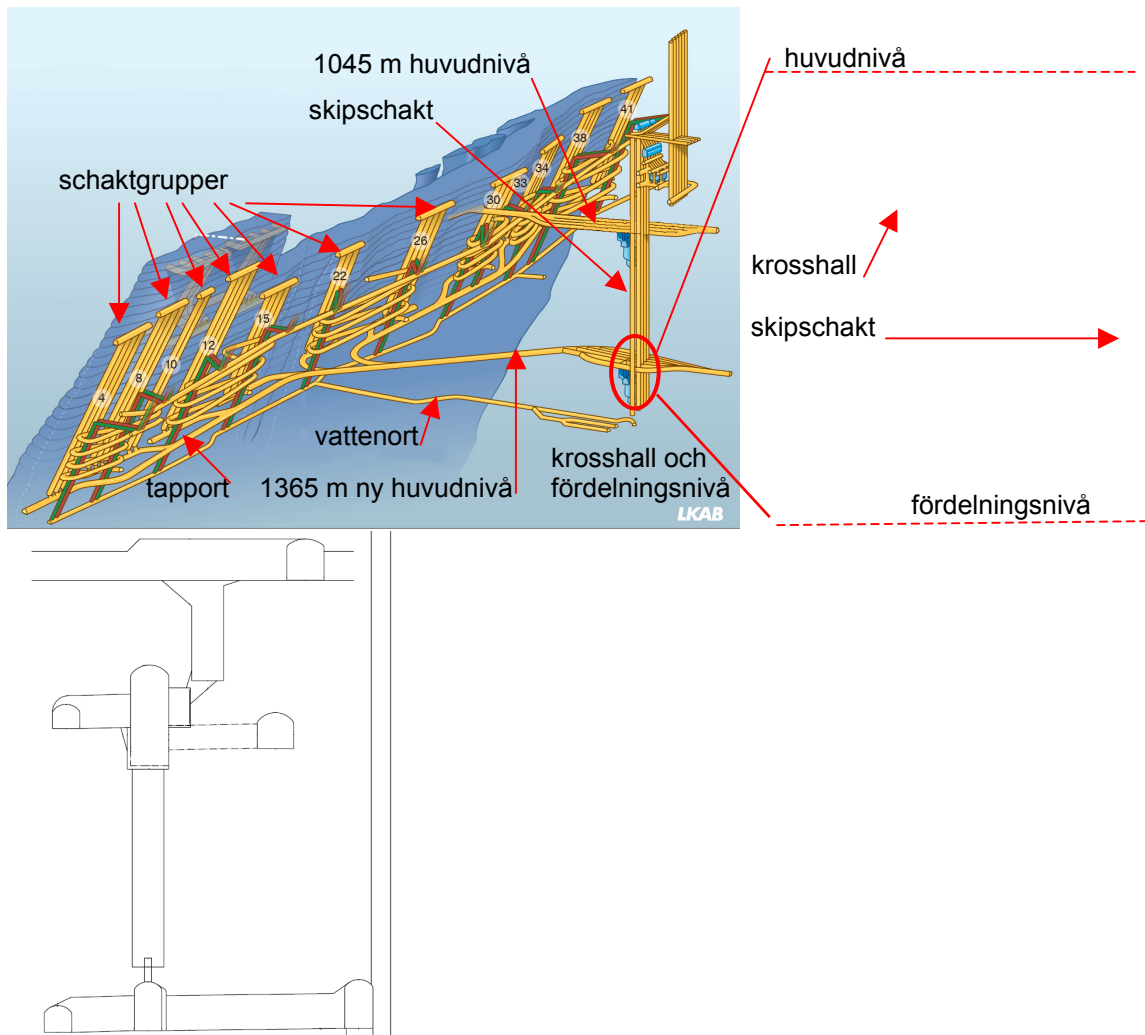 1045 m huvudnivå
skipschakt
schaktgrupper
41
38
34
33
30
26
22
15
12
10
8
4
vattenort
tapport
1365 m ny huvudnivå
krosshall och
fördelningsnivå
LKAB
huvudnivå
krosshall
skipschakt
fördelningsnivå